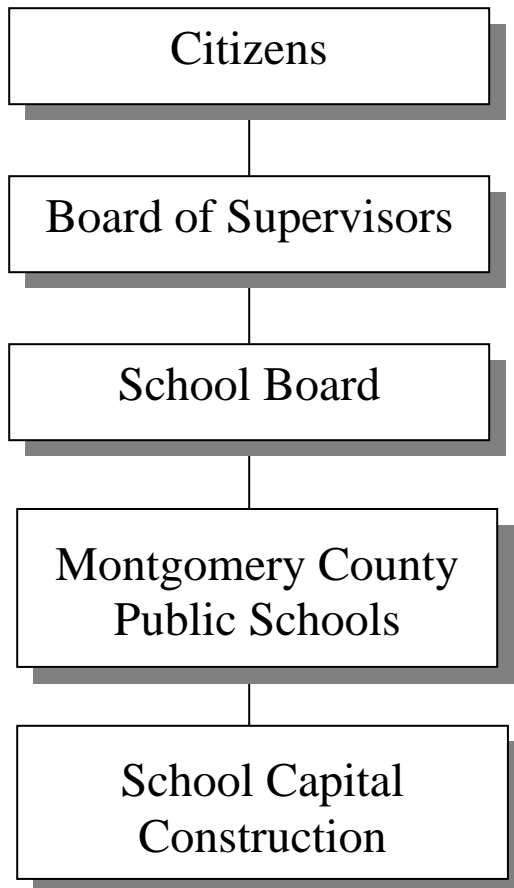 Citizens
Board of Supervisors
School Board
Montgomery County
Public Schools
School Capital
Construction